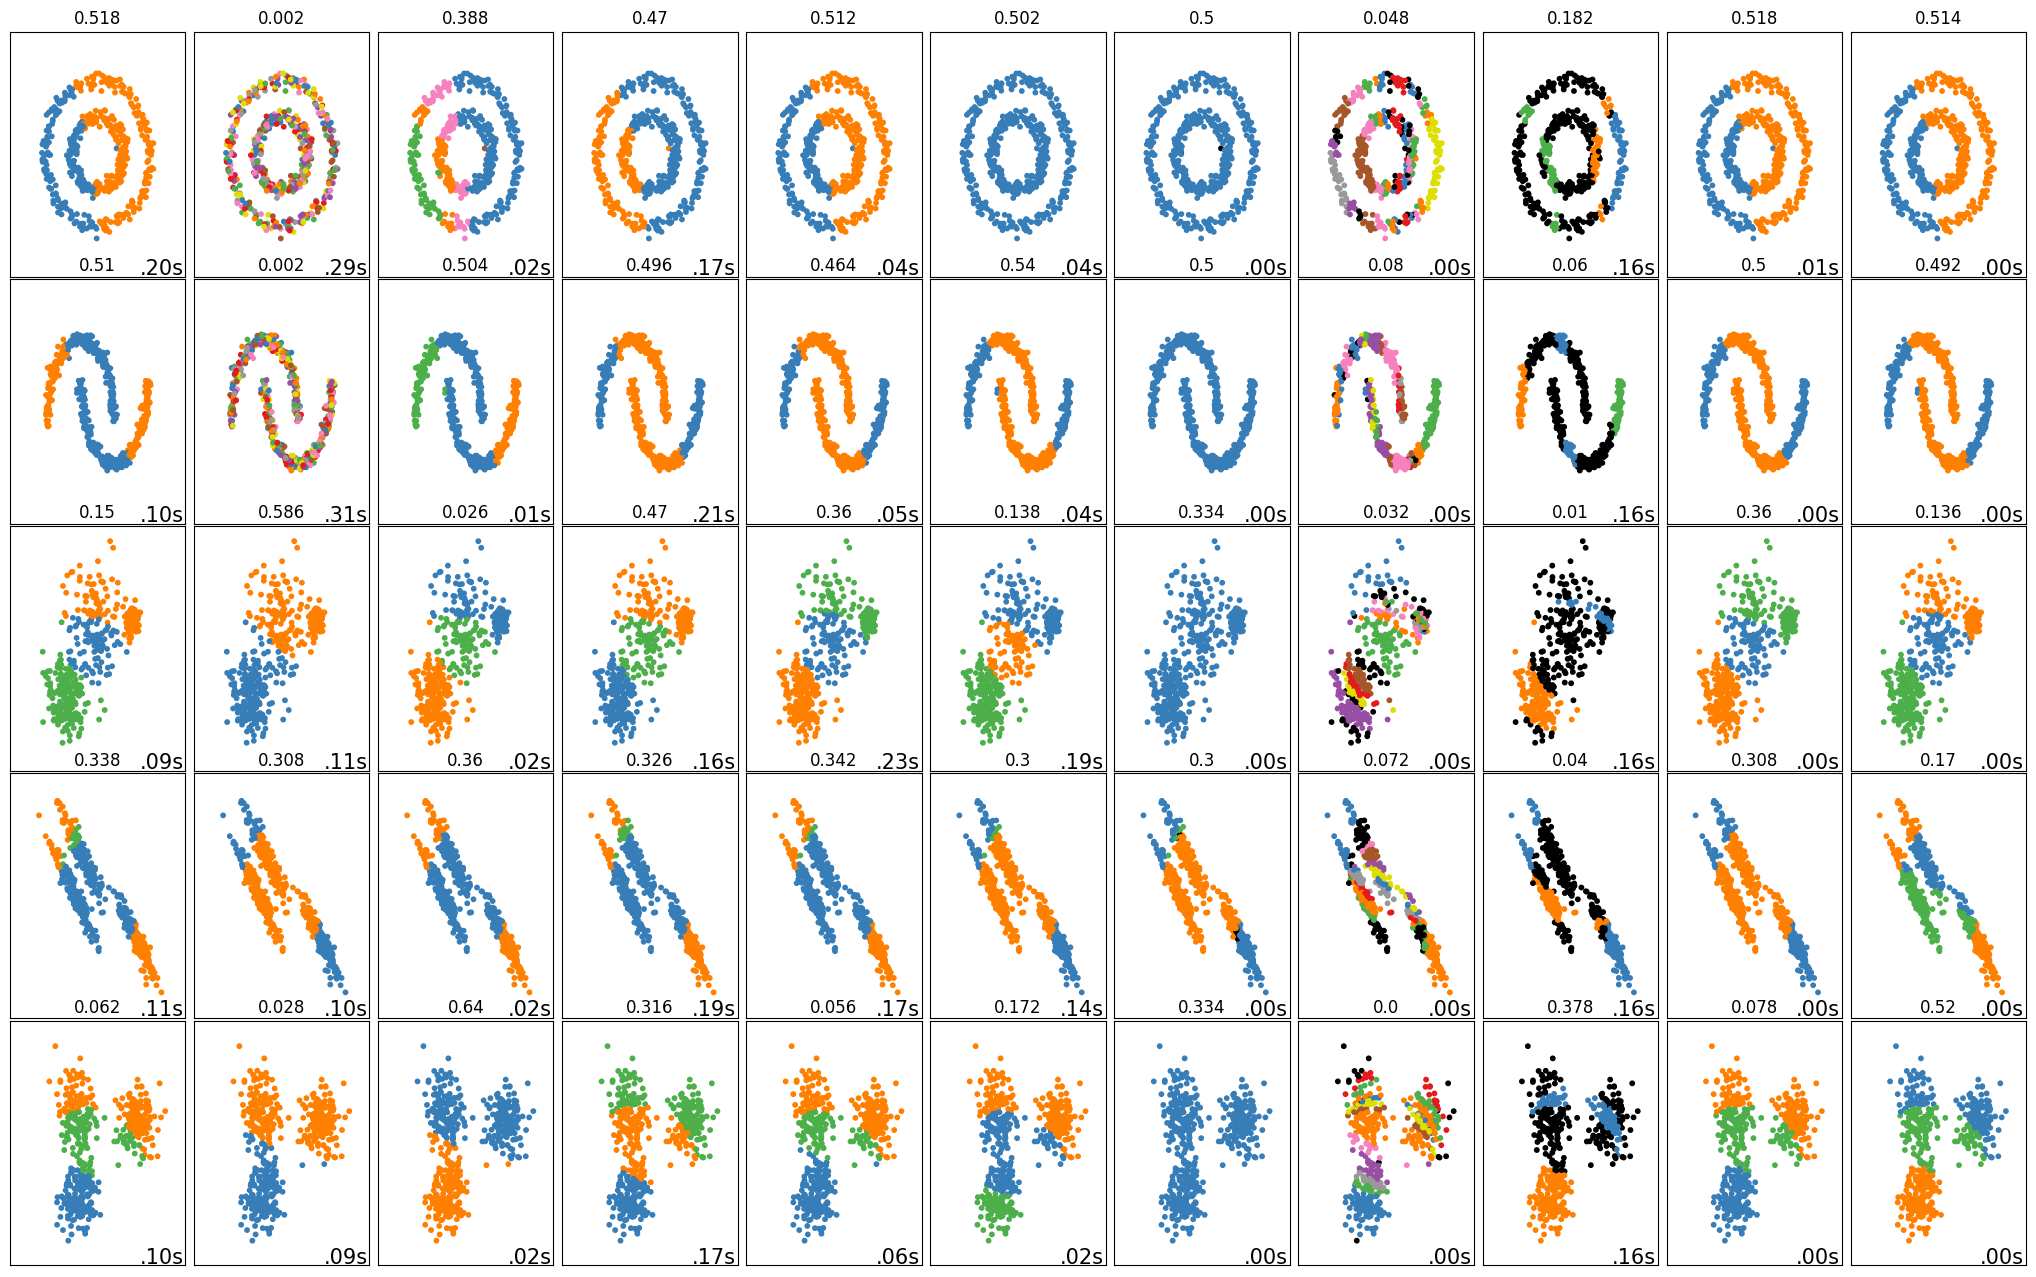 0.518 0.002 0.388 0.47 0.512 0.502 0.5 0.048 0.182 0.518 0.514
.20s .29s .02s .17s .04s .04s .00s .00s .16s .01s .00s
0.51 0.002 0.504 0.496 0.464 0.54 0.5 0.08 0.06 0.5 0.492
.10s .31s .01s .21s .05s .04s .00s .00s .16s .00s .00s
0.15 0.586 0.026 0.47 0.36 0.138 0.334 0.032 0.01 0.36 0.136
.09s .11s .02s .16s .23s .19s .00s .00s .16s .00s .00s
0.338 0.308 0.36 0.326 0.342 0.3 0.3 0.072 0.04 0.308 0.17
.11s .10s .02s .19s .17s .14s .00s .00s .16s .00s .00s
0.062 0.028 0.64 0.316 0.056 0.172 0.334 0.0 0.378 0.078 0.52
.10s .09s .02s .17s .06s .02s .00s .00s .16s .00s .00s